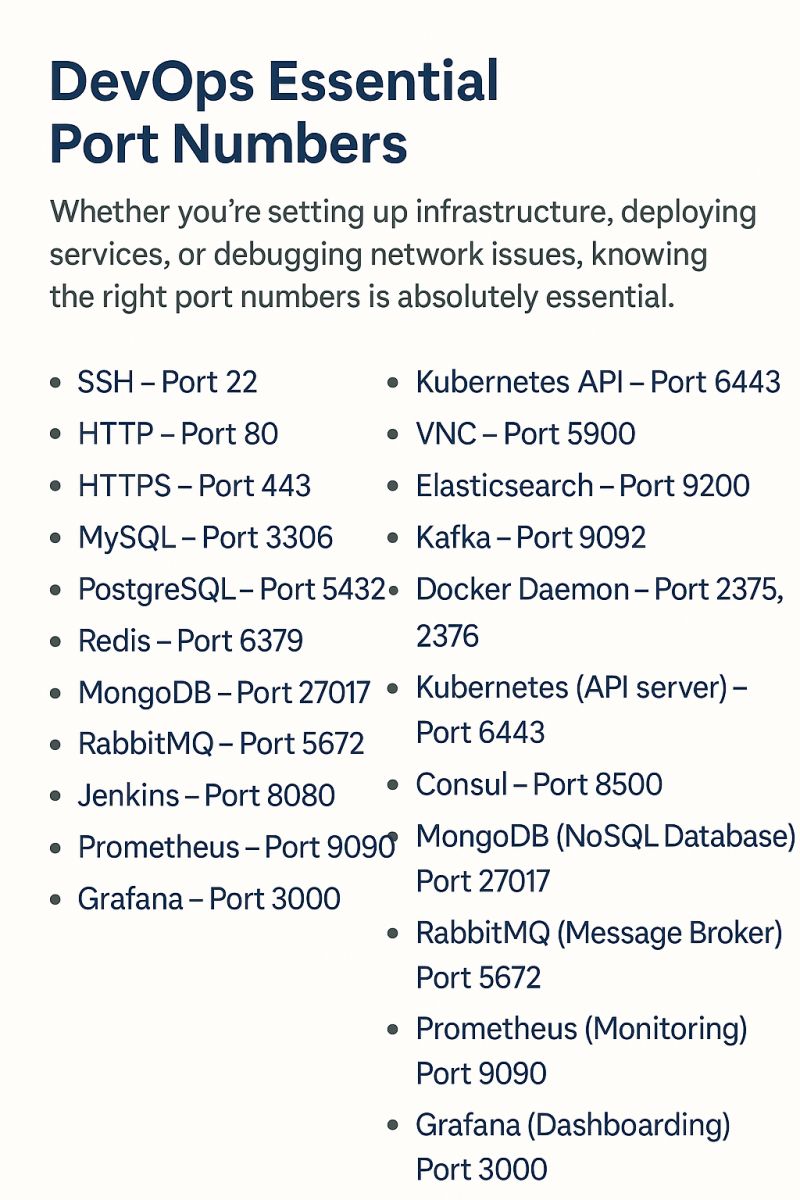 DevOps Essential
Port Numbers
Whether you're setting up infrastructure, deploying
services, or debugging network issues, knowing
the right port numbers is absolutely essential.
• SSH – Port 22
• HTTP – Port 80
• HTTPS – Port 443
• MySQL – Port 3306
• PostgreSQL – Port 5432
• Redis – Port 6379
• MongoDB – Port 27017
• RabbitMQ – Port 5672
• Jenkins – Port 8080
• Prometheus – Port 9090
• Grafana – Port 3000
• Kubernetes API – Port 6443
• VNC – Port 5900
• Elasticsearch – Port 9200
• Kafka – Port 9092
• Docker Daemon – Port 2375,
2376
• Kubernetes (API server) –
Port 6443
• Consul – Port 8500
• MongoDB (NoSQL Database)
Port 27017
• RabbitMQ (Message Broker)
Port 5672
• Prometheus (Monitoring)
Port 9090
• Grafana (Dashboarding)
Port 3000